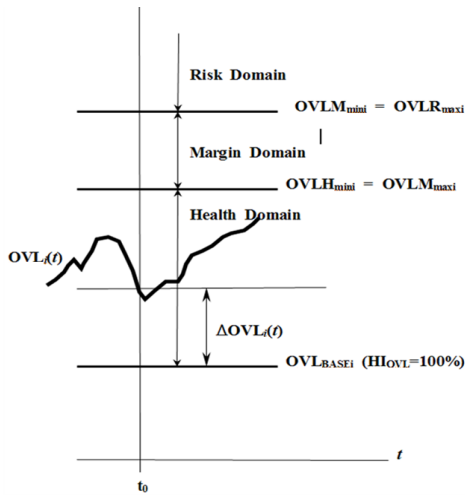 Risk Domain
OVLMmini = OVLRmaxi
Margin Domain
OVLHmini = OVLMmaxi
Health Domain
OVLi(t)
ΔOVLi(t)
OVLBASEi (HIOVL=100%)
t
t0